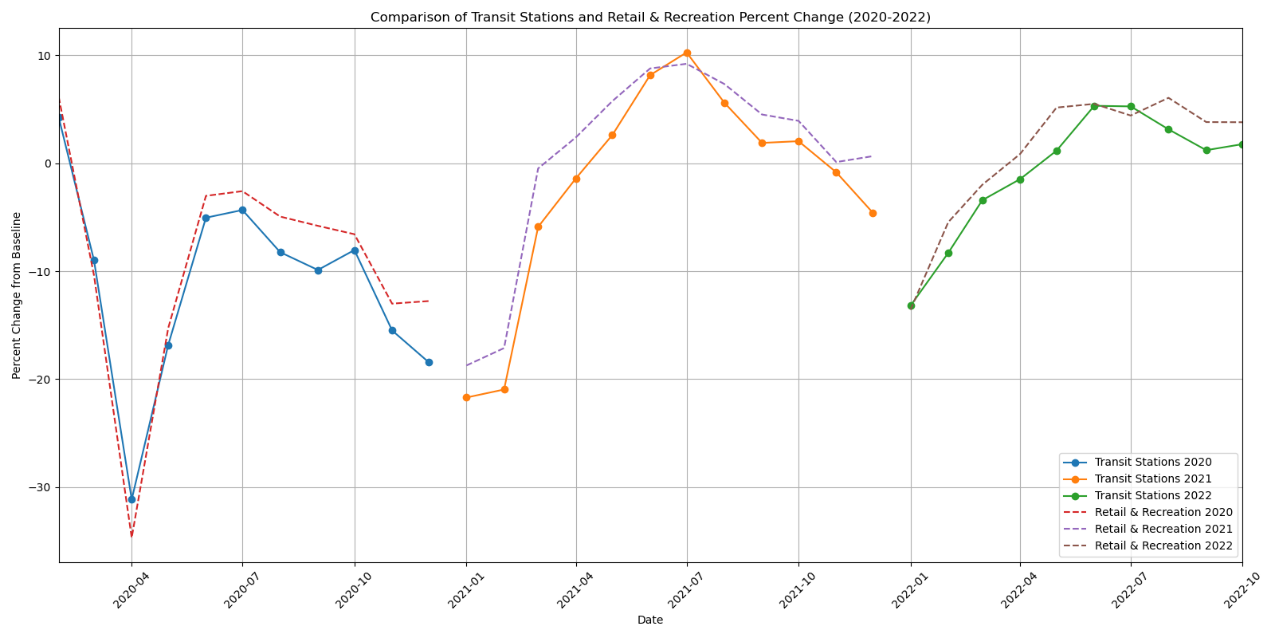 Comparison of Transit Stations and Retail & Recreation Percent Change (2020-2022)
Percent Change from Baseline
10
0
−10
−20
−30
Transit Stations 2020
Transit Stations 2021
Transit Stations 2022
Retail & Recreation 2020
Retail & Recreation 2021
Retail & Recreation 2022
2020-04
2020-07
2020-10
2021-01
2021-04
2021-07
2021-10
2022-01
2022-04
2022-07
2022-10
Date